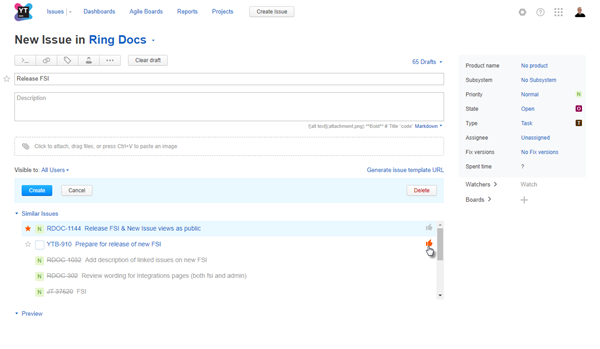 YT
Issues
Dashboards
Agile Boards
Reports
Projects
Create Issue
New Issue in Ring Docs
Clear draft
65 Drafts
Release FSI
Description
![alt text](attachment.png) **Bold** # Title `code` Markdown
Click to attach, drag files, or press Ctrl+V to paste an image
Visible to: All Users
Generate issue template URL
Create
Cancel
Delete
Similar Issues
N RDOC-1144 Release FSI & New Issue views as public
YTB-910 Prepare for release of new FSI
N RDOC-1032 Add description of linked issues on new FSI
N RDOC-302 Review wording for Integrations pages (both fsi and admin)
N JT-37620 FSI
Preview
Product name No product
Subsystem No Subsystem
Priority Normal N
State Open O
Type Task T
Assignee Unassigned
Fix versions No Fix versions
Spent time ?
Watchers Watch
Boards